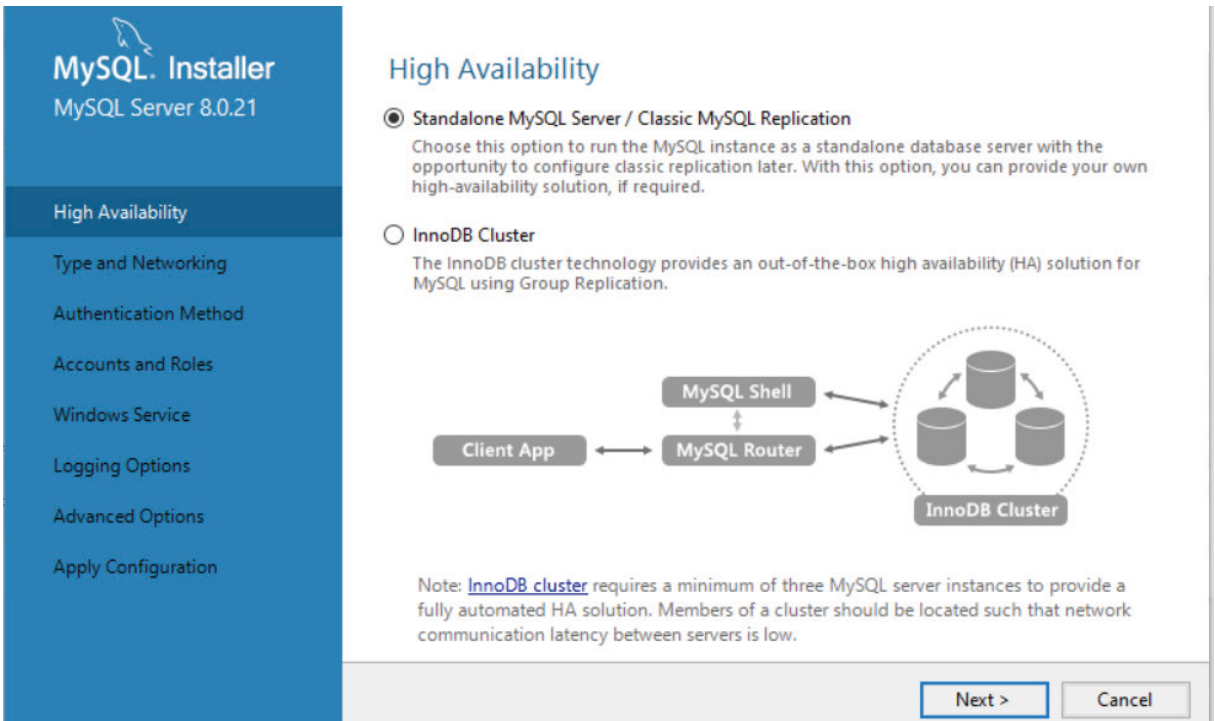 MySQL. Installer
MySQL Server 8.0.21
High Availability
Type and Networking
Authentication Method
Accounts and Roles
Windows Service
Logging Options
Advanced Options
Apply Configuration
High Availability
Standalone MySQL Server / Classic MySQL Replication
Choose this option to run the MySQL instance as a standalone database server with the
opportunity to configure classic replication later. With this option, you can provide your own
high-availability solution, if required.
InnoDB Cluster
The InnoDB cluster technology provides an out-of-the-box high availability (HA) solution for
MySQL using Group Replication.
MySQL Shell
Client App
MySQL Router
InnoDB Cluster
Note: InnoDB cluster requires a minimum of three MySQL server instances to provide a
fully automated HA solution. Members of a cluster should be located such that network
communication latency between servers is low.
Next >
Cancel